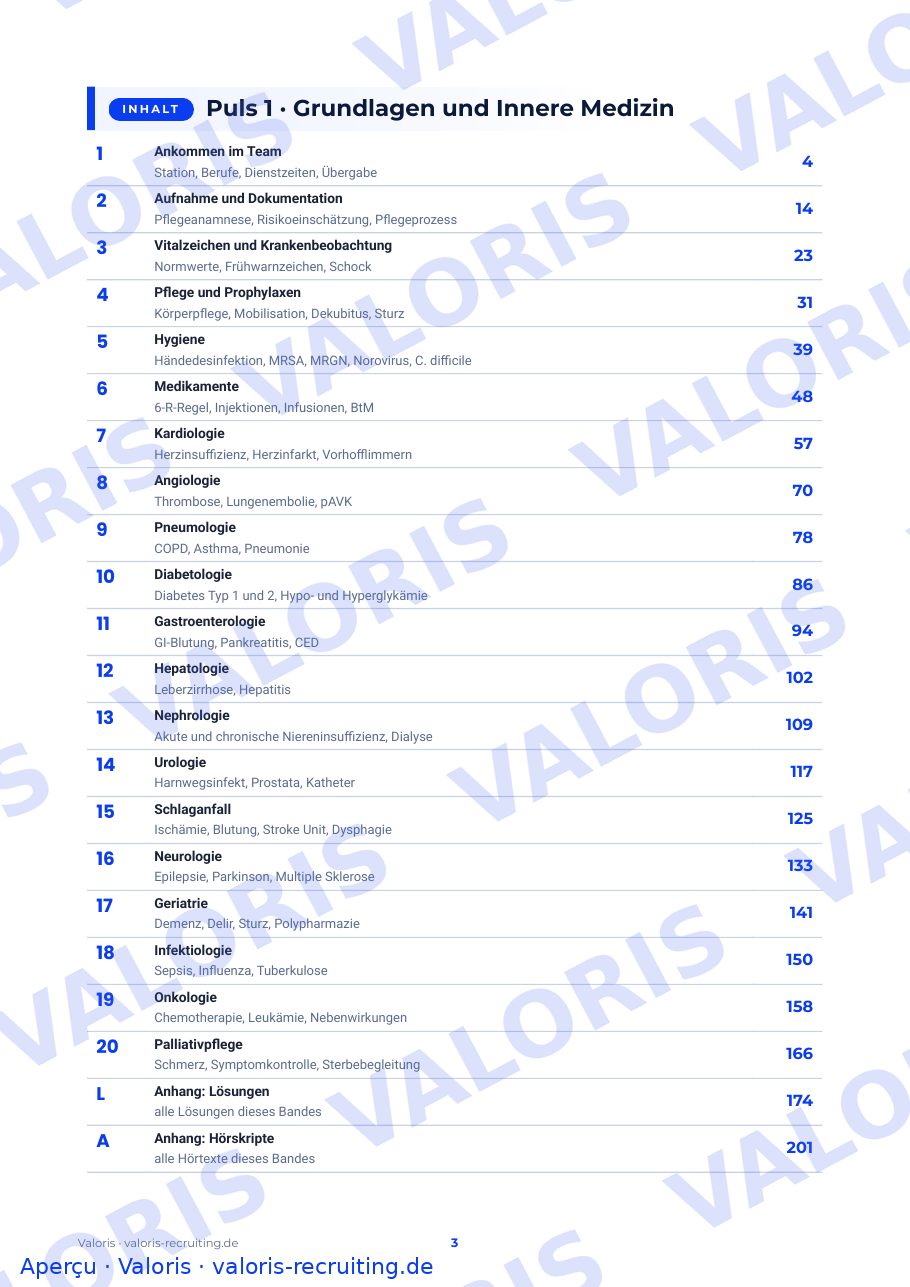 INHALT Puls 1 · Grundlagen und Innere Medizin
1 Ankommen im Team
Station, Berufe, Dienstzeiten, Übergabe 4
2 Aufnahme und Dokumentation
Pflegeanamnese, Risikoeinschätzung, Pflegeprozess 14
3 Vitalzeichen und Krankenbeobachtung
Normwerte, Frühwarnzeichen, Schock 23
4 Pflege und Prophylaxen
Körperpflege, Mobilisation, Dekubitus, Sturz 31
5 Hygiene
Händedesinfektion, MRSA, MRGN, Norovirus, C. difficile 39
6 Medikamente
6-R-Regel, Injektionen, Infusionen, BtM 48
7 Kardiologie
Herzinsuffizienz, Herzinfarkt, Vorhofflimmern 57
8 Angiologie
Thrombose, Lungenembolie, pAVK 70
9 Pneumologie
COPD, Asthma, Pneumonie 78
10 Diabetologie
Diabetes Typ 1 und 2, Hypo- und Hyperglykämie 86
11 Gastroenterologie
GI-Blutung, Pankreatitis, CED 94
12 Hepatologie
Leberzirrhose, Hepatitis 102
13 Nephrologie
Akute und chronische Niereninsuffizienz, Dialyse 109
14 Urologie
Harnwegsinfekt, Prostata, Katheter 117
15 Schlaganfall
Ischämie, Blutung, Stroke Unit, Dysphagie 125
16 Neurologie
Epilepsie, Parkinson, Multiple Sklerose 133
17 Geriatrie
Demenz, Delir, Sturz, Polypharmazie 141
18 Infektiologie
Sepsis, Influenza, Tuberkulose 150
19 Onkologie
Chemotherapie, Leukämie, Nebenwirkungen 158
20 Palliativpflege
Schmerz, Symptomkontrolle, Sterbebegleitung 166
L Anhang: Lösungen
alle Lösungen dieses Bandes 174
A Anhang: Hörskripte
alle Hörtexte dieses Bandes 201
Valoris · valoris-recruiting.de 3
Aperçu · Valoris · valoris-recruiting.de
VALORIS